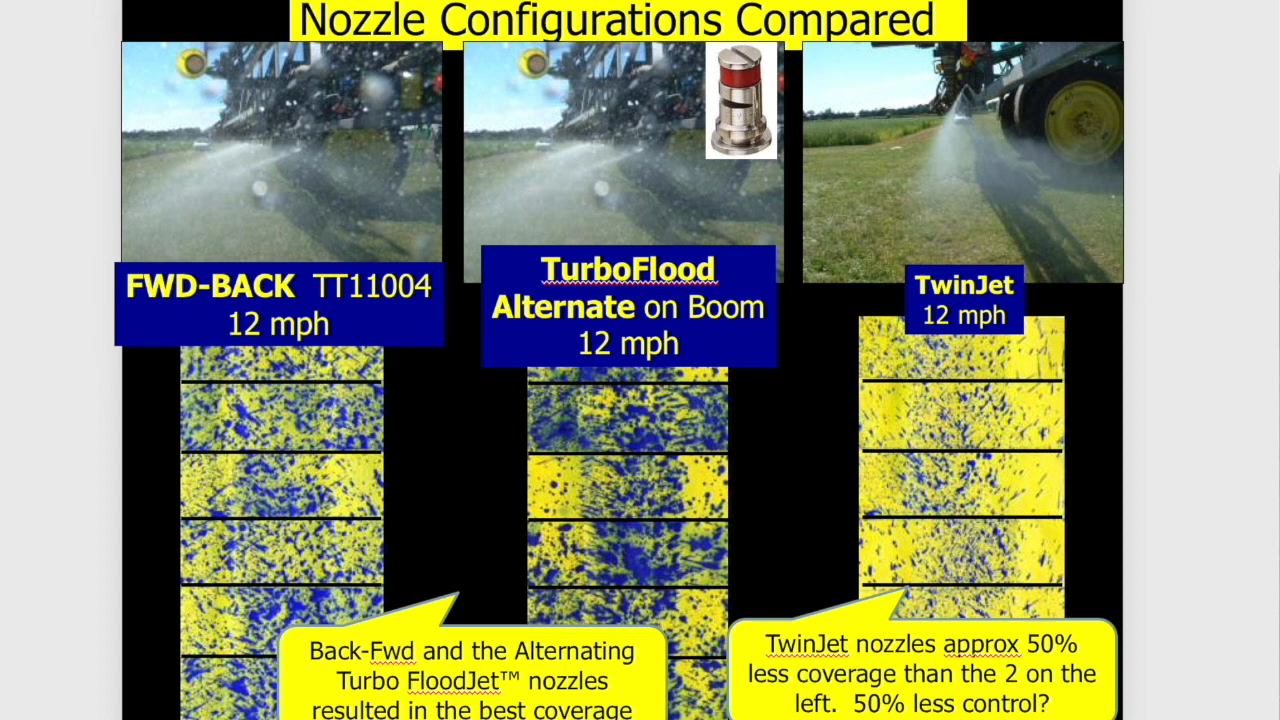 Nozzle Configurations Compared
FWD-BACK TT11004
12 mph
TurboFlood
Alternate on Boom
12 mph
TwinJet
12 mph
Back-Fwd and the Alternating
Turbo FloodJet™ nozzles
resulted in the best coverage
TwinJet nozzles approx 50%
less coverage than the 2 on the
left. 50% less control?